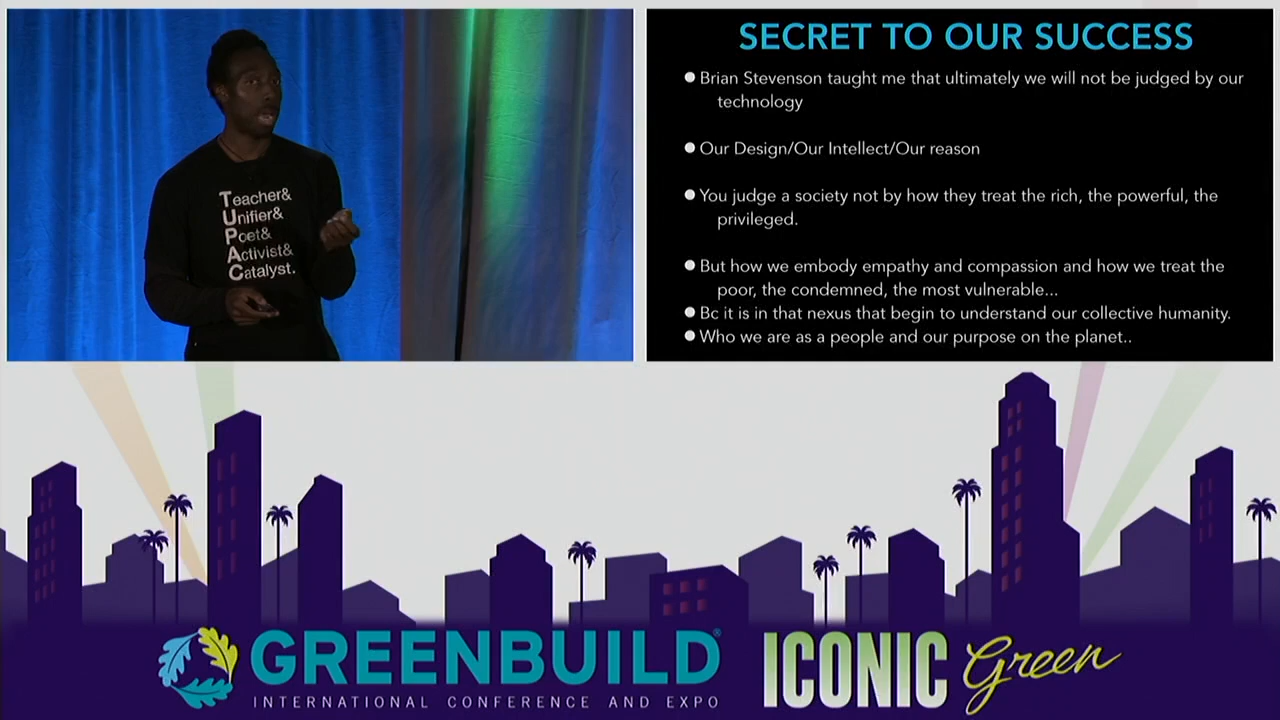 Teacher&
Unifier&
Poet&
Activist&
Catalyst.
SECRET TO OUR SUCCESS
Brian Stevenson taught me that ultimately we will not be judged by our
technology
Our Design/Our Intellect/Our reason
You judge a society not by how they treat the rich, the powerful, the
privileged.
But how we embody empathy and compassion and how we treat the
poor, the condemned, the most vulnerable...
Bc it is in that nexus that begin to understand our collective humanity.
Who we are as a people and our purpose on the planet..
GREENBUILD®
INTERNATIONAL CONFERENCE AND EXPO
ICONIC Green